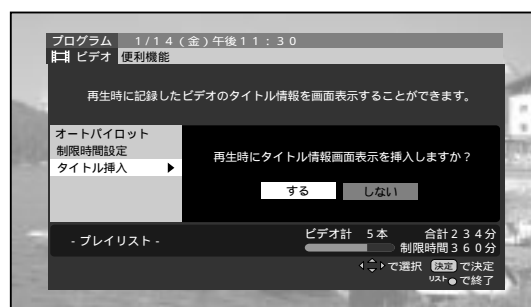 プログラム 1/14(金)午後11:30
ビデオ 便利機能
再生時に記録したビデオのタイトル情報を画面表示することができます。
オートパイロット
制限時間設定
タイトル挿入 ▶
再生時にタイトル情報画面表示を挿入しますか?
する しない
- プレイリスト -
ビデオ計 5本 合計234分
制限時間360分
で選択 決定 で決定
リスト● で終了